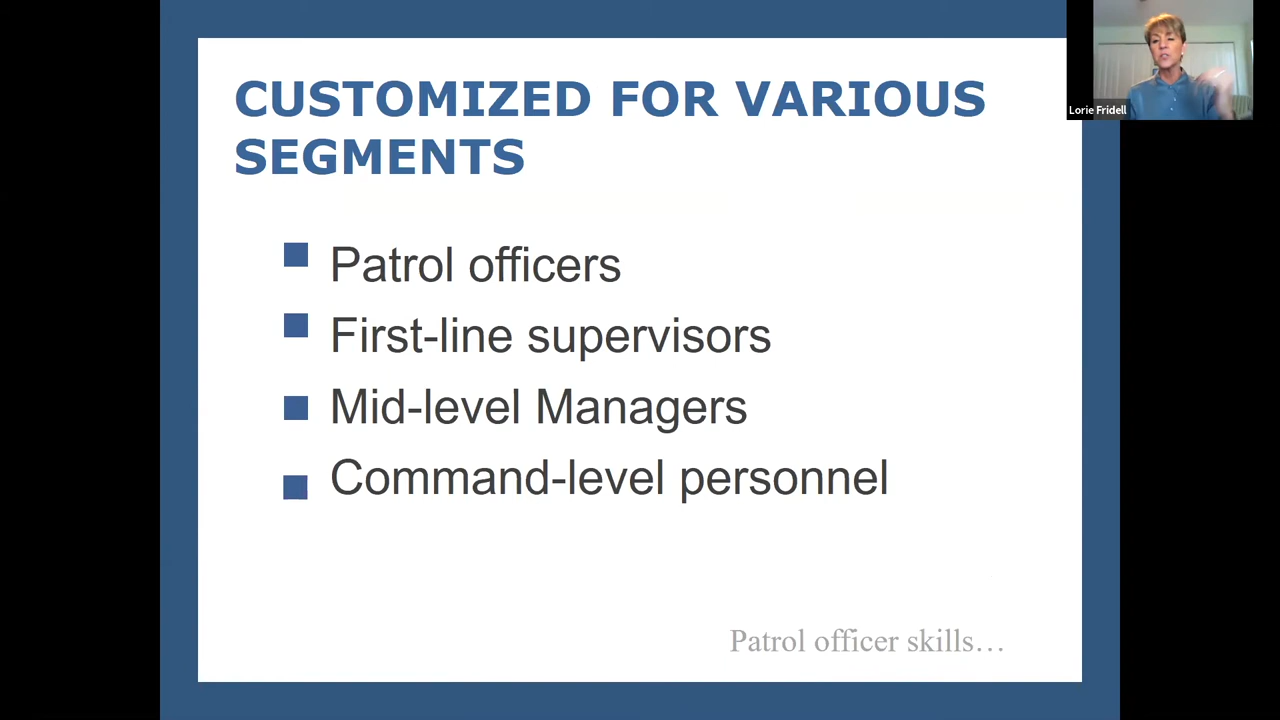 CUSTOMIZED FOR VARIOUS
SEGMENTS
Lorie Fridell
Patrol officers
First-line supervisors
Mid-level Managers
Command-level personnel
Patrol officer skills…